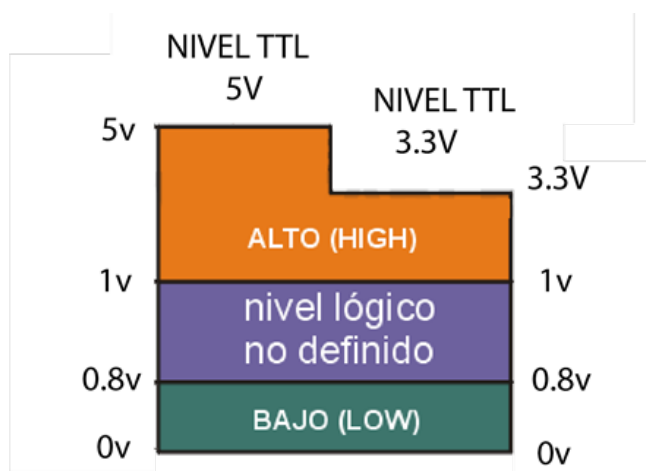 NIVEL TTL
5V
NIVEL TTL
3.3V
5v
3.3V
ALTO (HIGH)
1v
1v
nivel lógico
no definido
0.8v
0.8v
BAJO (LOW)
0v
0v